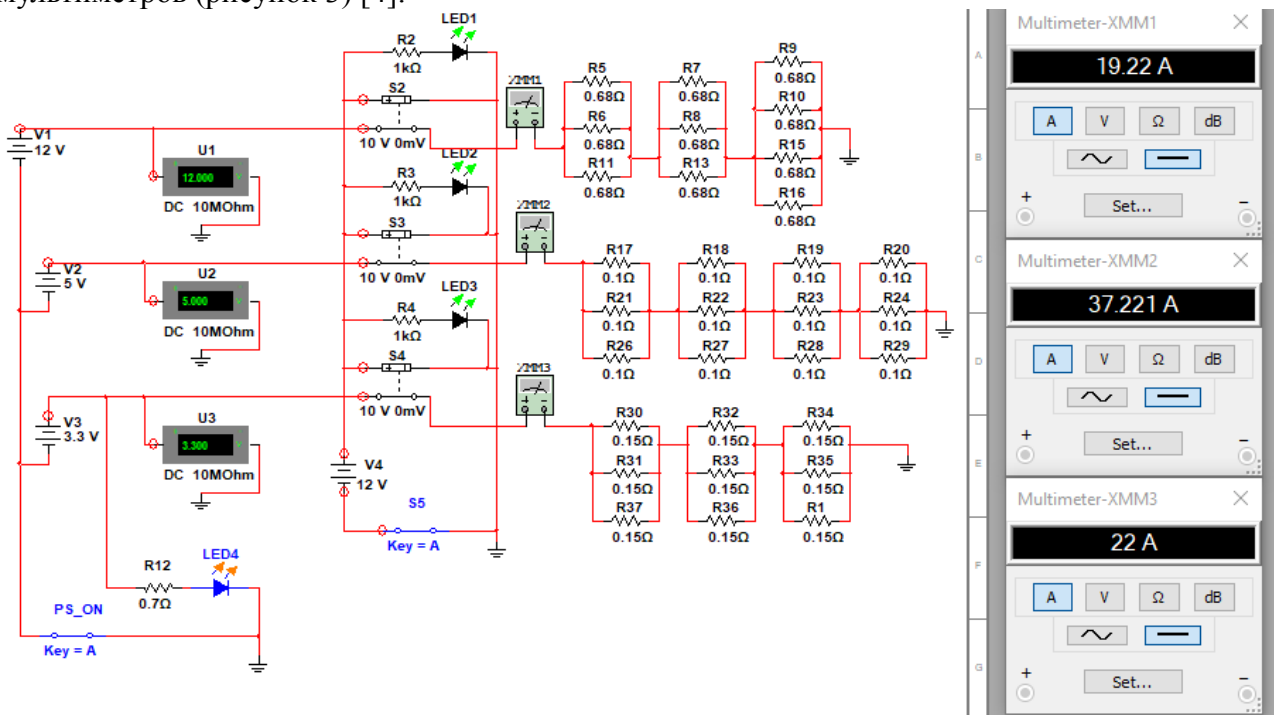 мультиметров (рисунок 3) [4].
LED1
R2
1kΩ
S2
10 V 0mV
XMM1
R5
0.68Ω
R6
0.68Ω
R11
0.68Ω
R7
0.68Ω
R8
0.68Ω
R13
0.68Ω
R9
0.68Ω
R10
0.68Ω
R15
0.68Ω
R16
0.68Ω
V1
12 V
U1
12.000
DC 10MOhm
LED2
R3
1kΩ
S3
10 V 0mV
XMM2
R17
0.1Ω
R21
0.1Ω
R26
0.1Ω
R18
0.1Ω
R22
0.1Ω
R27
0.1Ω
R19
0.1Ω
R23
0.1Ω
R28
0.1Ω
R20
0.1Ω
R24
0.1Ω
R29
0.1Ω
V2
5 V
U2
5.000
DC 10MOhm
LED3
R4
1kΩ
S4
10 V 0mV
XMM3
R30
0.15Ω
R31
0.15Ω
R37
0.15Ω
R32
0.15Ω
R33
0.15Ω
R36
0.15Ω
R34
0.15Ω
R35
0.15Ω
R1
0.15Ω
V3
3.3 V
U3
3.300
DC 10MOhm
V4
12 V
S5
Key = A
LED4
R12
0.7Ω
PS_ON
Key = A
A
B
C
D
E
F
G
Multimeter-XMM1
19.22 A
A V Ω dB
+ Set... −
Multimeter-XMM2
37.221 A
A V Ω dB
+ Set... −
Multimeter-XMM3
22 A
A V Ω dB
+ Set... −